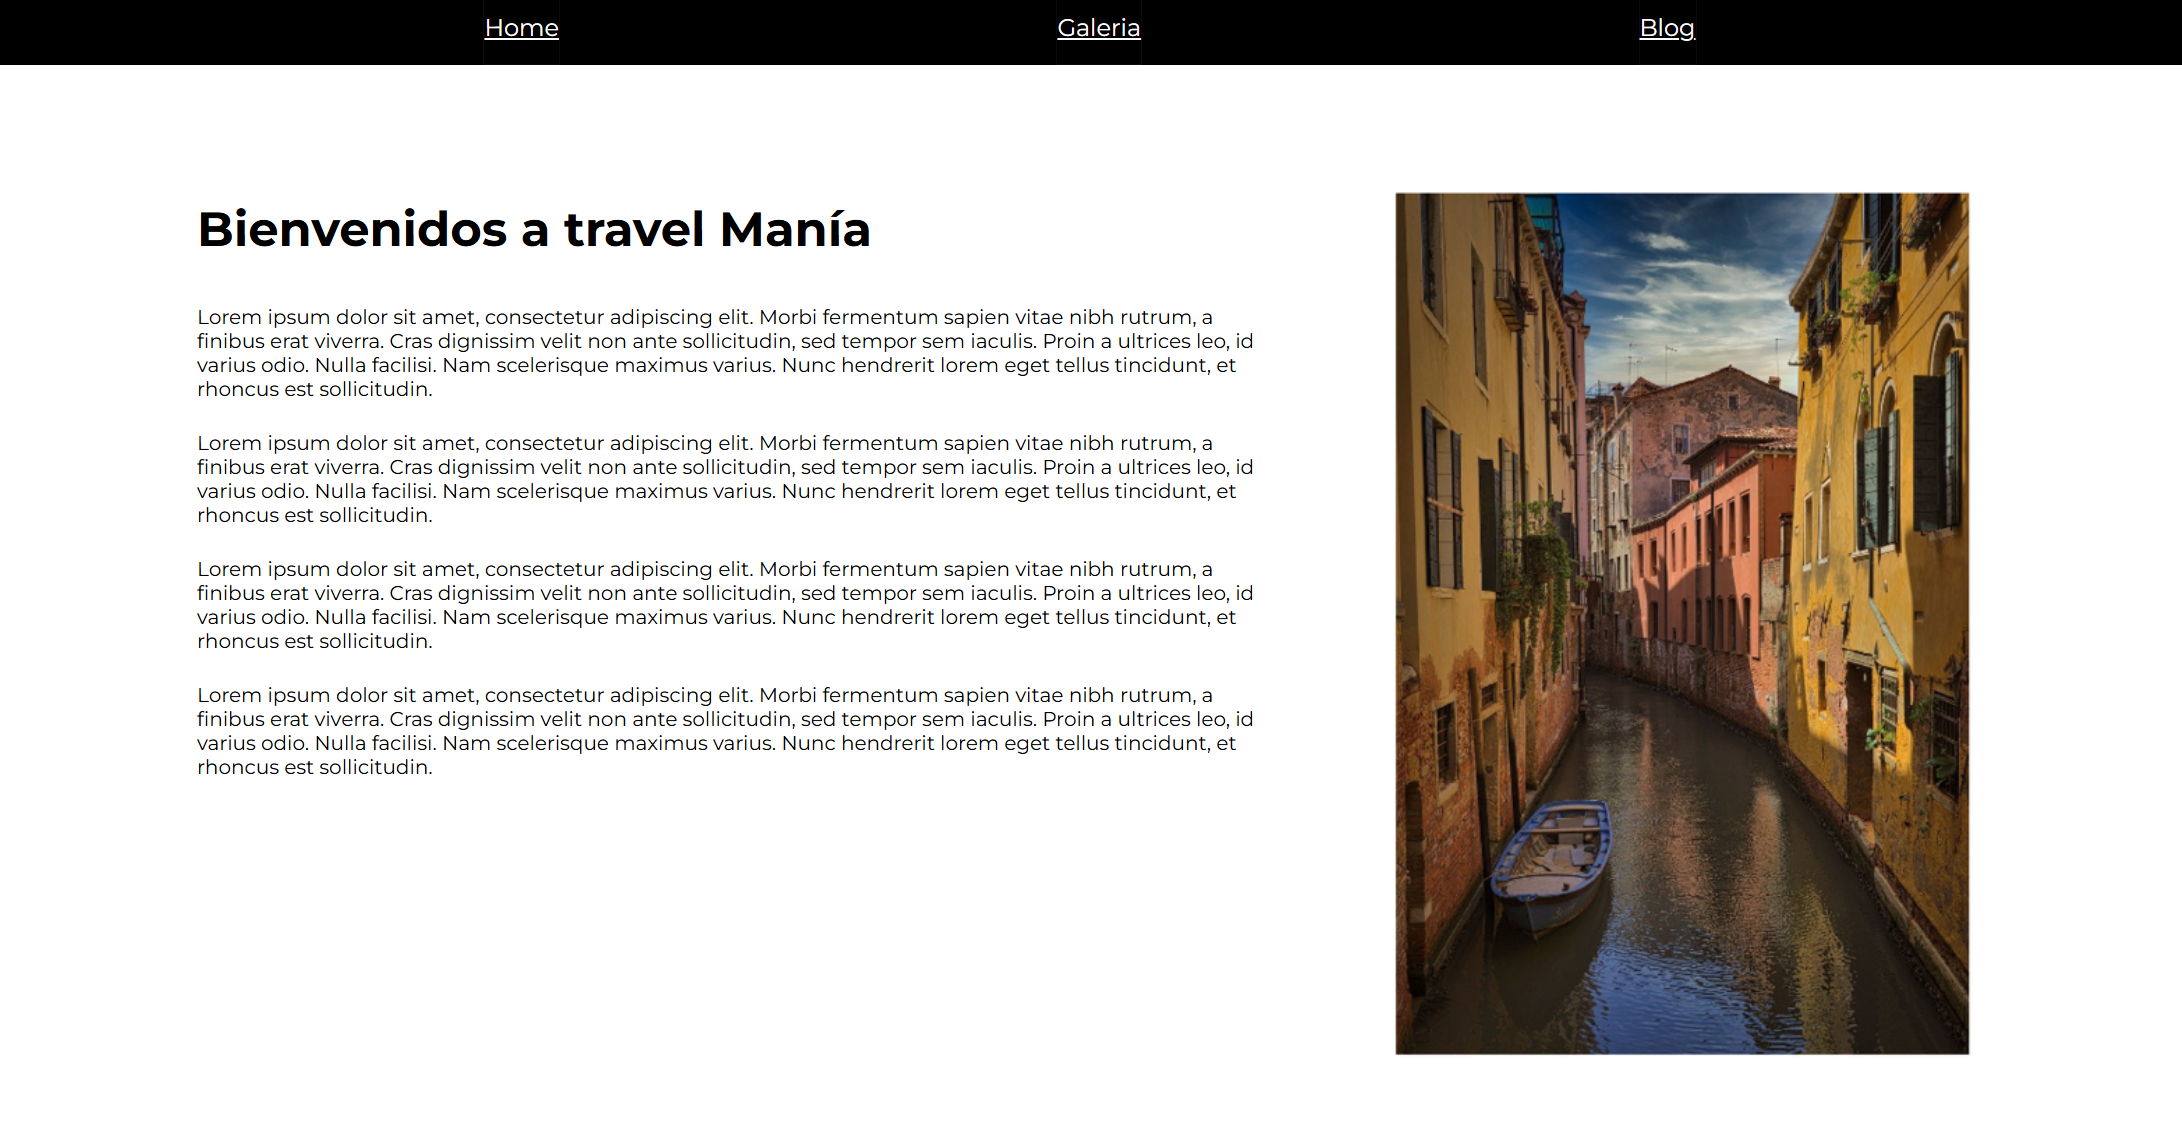 Home
Galeria
Blog
Bienvenidos a travel Manía
Lorem ipsum dolor sit amet, consectetur adipiscing elit. Morbi fermentum sapien vitae nibh rutrum, a
finibus erat viverra. Cras dignissim velit non ante sollicitudin, sed tempor sem iaculis. Proin a ultrices leo, id
varius odio. Nulla facilisi. Nam scelerisque maximus varius. Nunc hendrerit lorem eget tellus tincidunt, et
rhoncus est sollicitudin.
Lorem ipsum dolor sit amet, consectetur adipiscing elit. Morbi fermentum sapien vitae nibh rutrum, a
finibus erat viverra. Cras dignissim velit non ante sollicitudin, sed tempor sem iaculis. Proin a ultrices leo, id
varius odio. Nulla facilisi. Nam scelerisque maximus varius. Nunc hendrerit lorem eget tellus tincidunt, et
rhoncus est sollicitudin.
Lorem ipsum dolor sit amet, consectetur adipiscing elit. Morbi fermentum sapien vitae nibh rutrum, a
finibus erat viverra. Cras dignissim velit non ante sollicitudin, sed tempor sem iaculis. Proin a ultrices leo, id
varius odio. Nulla facilisi. Nam scelerisque maximus varius. Nunc hendrerit lorem eget tellus tincidunt, et
rhoncus est sollicitudin.
Lorem ipsum dolor sit amet, consectetur adipiscing elit. Morbi fermentum sapien vitae nibh rutrum, a
finibus erat viverra. Cras dignissim velit non ante sollicitudin, sed tempor sem iaculis. Proin a ultrices leo, id
varius odio. Nulla facilisi. Nam scelerisque maximus varius. Nunc hendrerit lorem eget tellus tincidunt, et
rhoncus est sollicitudin.